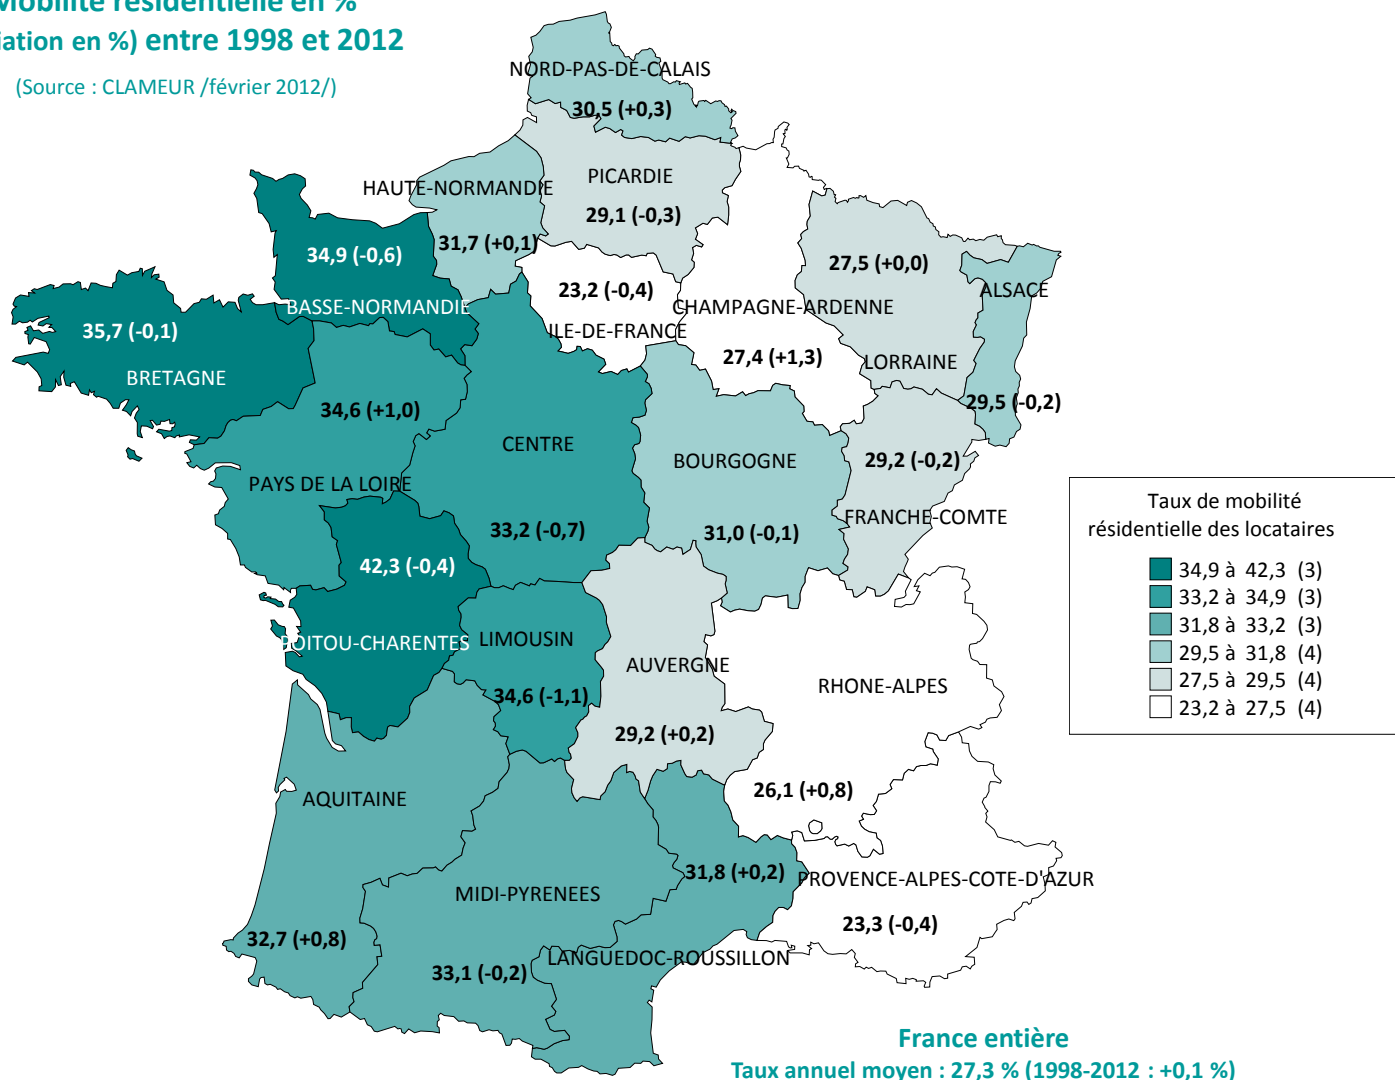 Mobilité résidentielle en %
iation en %) entre 1998 et 2012
(Source : CLAMEUR /février 2012/)
NORD-PAS-DE-CALAIS
30,5 (+0,3)
PICARDIE
29,1 (-0,3)
HAUTE-NORMANDIE
31,7 (+0,1)
34,9 (-0,6)
BASSE-NORMANDIE
23,2 (-0,4)
ILE-DE-FRANCE
CHAMPAGNE-ARDENNE
27,4 (+1,3)
27,5 (+0,0)
LORRAINE
ALSACE
29,5 (-0,2)
35,7 (-0,1)
BRETAGNE
34,6 (+1,0)
PAYS DE LA LOIRE
CENTRE
33,2 (-0,7)
BOURGOGNE
31,0 (-0,1)
29,2 (-0,2)
FRANCHE-COMTE
42,3 (-0,4)
POITOU-CHARENTES
LIMOUSIN
34,6 (-1,1)
AUVERGNE
29,2 (+0,2)
RHONE-ALPES
26,1 (+0,8)
AQUITAINE
32,7 (+0,8)
MIDI-PYRENEES
33,1 (-0,2)
31,8 (+0,2)
LANGUEDOC-ROUSSILLON
PROVENCE-ALPES-COTE-D'AZUR
23,3 (-0,4)
Taux de mobilité
résidentielle des locataires
34,9 à 42,3 (3)
33,2 à 34,9 (3)
31,8 à 33,2 (3)
29,5 à 31,8 (4)
27,5 à 29,5 (4)
23,2 à 27,5 (4)
France entière
Taux annuel moyen : 27,3 % (1998-2012 : +0,1 %)